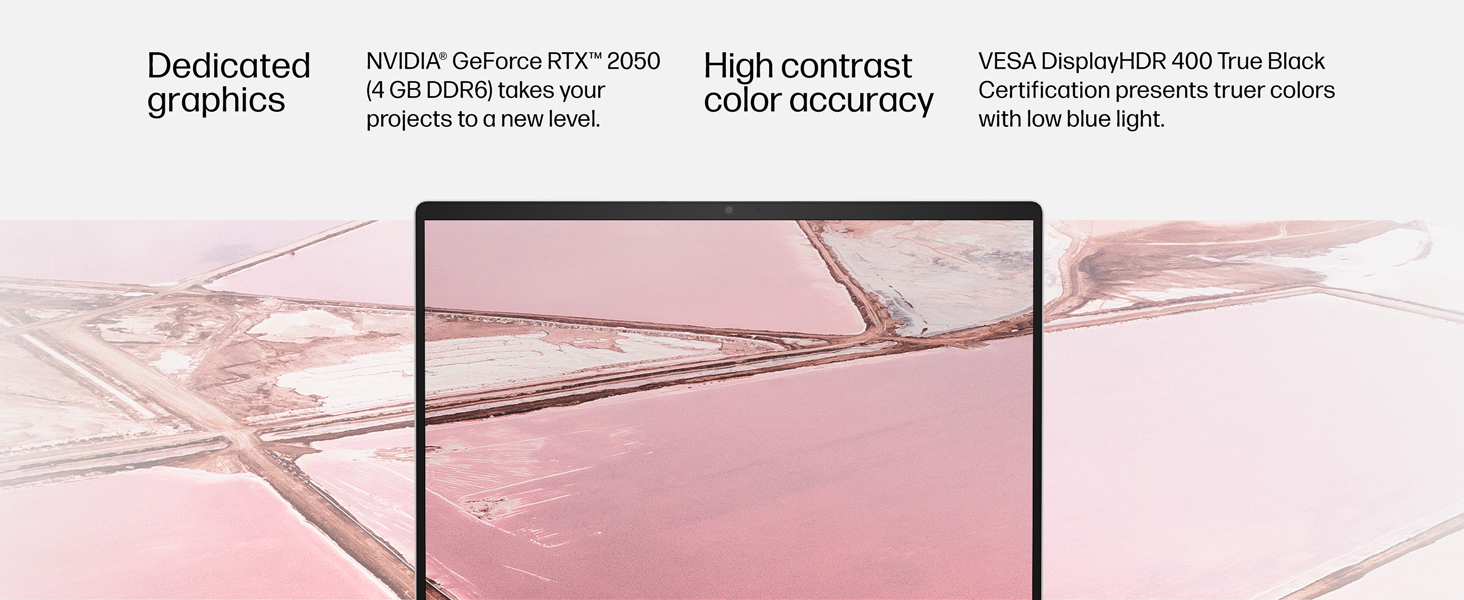 Dedicated
graphics
NVIDIA® GeForce RTX™ 2050
(4 GB DDR6) takes your
projects to a new level.
High contrast
color accuracy
VESA DisplayHDR 400 True Black
Certification presents truer colors
with low blue light.